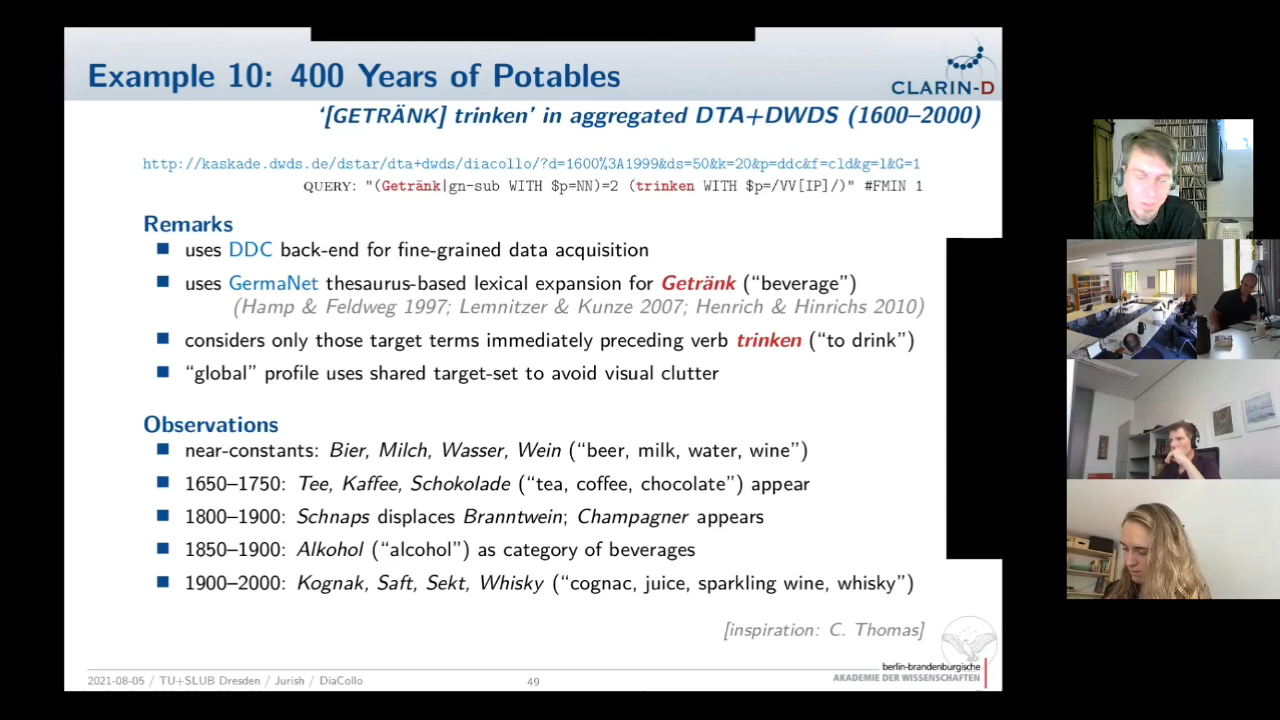 Example 10: 400 Years of Potables
CLARIN-D
‘[GETRÄNK] trinken’ in aggregated DTA+DWDS (1600–2000)
http://kaskade.dwds.de/dstar/dta+dwds/diacollo/?d=1600%3A1999&ds=50&k=20&p=ddc&f=cld&g=1&G=1
QUERY: "(Getränk|gn-sub WITH $p=NN)=2 (trinken WITH $p=/VV[IP]/)" #FMIN 1
Remarks
■ uses DDC back-end for fine-grained data acquisition
■ uses GermaNet thesaurus-based lexical expansion for Getränk (“beverage”)
(Hamp & Feldweg 1997; Lemnitzer & Kunze 2007; Henrich & Hinrichs 2010)
■ considers only those target terms immediately preceding verb trinken (“to drink”)
■ “global” profile uses shared target-set to avoid visual clutter
Observations
■ near-constants: Bier, Milch, Wasser, Wein (“beer, milk, water, wine”)
■ 1650–1750: Tee, Kaffee, Schokolade (“tea, coffee, chocolate”) appear
■ 1800–1900: Schnaps displaces Branntwein; Champagner appears
■ 1850–1900: Alkohol (“alcohol”) as category of beverages
■ 1900–2000: Kognak, Saft, Sekt, Whisky (“cognac, juice, sparkling wine, whisky”)
[inspiration: C. Thomas]
2021-08-05 / TU+SLUB Dresden / Jurish / DiaCollo
49
berlin-brandenburgische
AKADEMIE DER WISSENSCHAFTEN